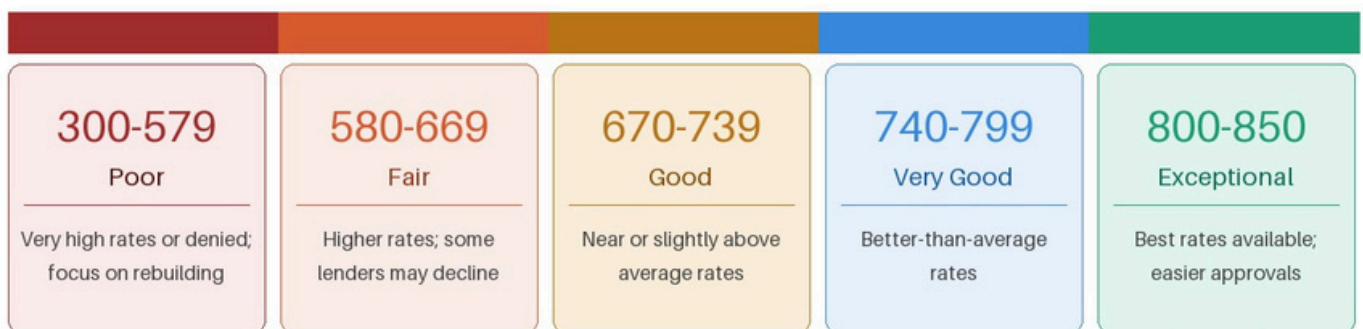 300-579
Poor
Very high rates or denied;
focus on rebuilding
580-669
Fair
Higher rates; some
lenders may decline
670-739
Good
Near or slightly above
average rates
740-799
Very Good
Better-than-average
rates
800-850
Exceptional
Best rates available;
easier approvals